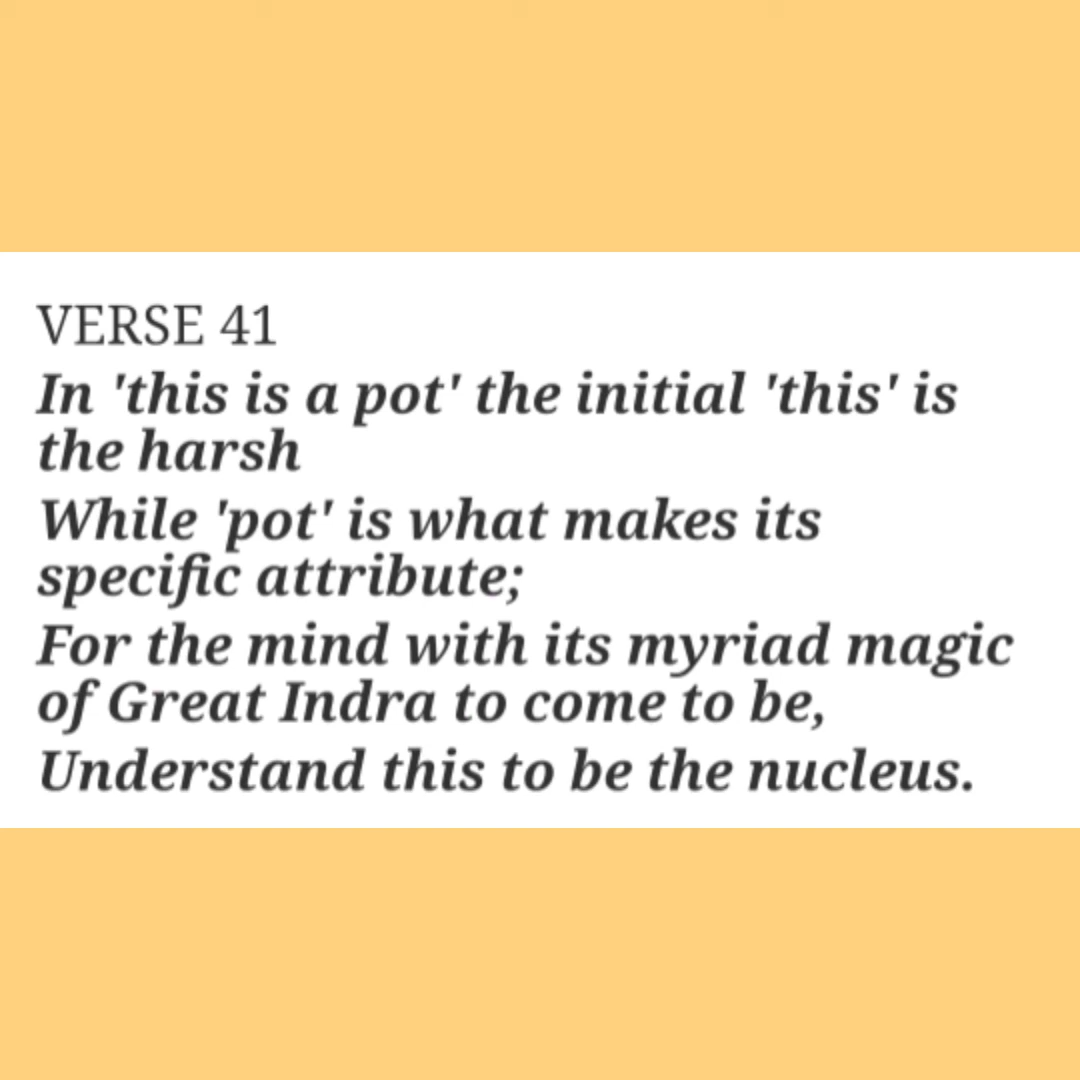 VERSE 41
In 'this is a pot' the initial 'this' is
the harsh
While 'pot' is what makes its
specific attribute;
For the mind with its myriad magic
of Great Indra to come to be,
Understand this to be the nucleus.